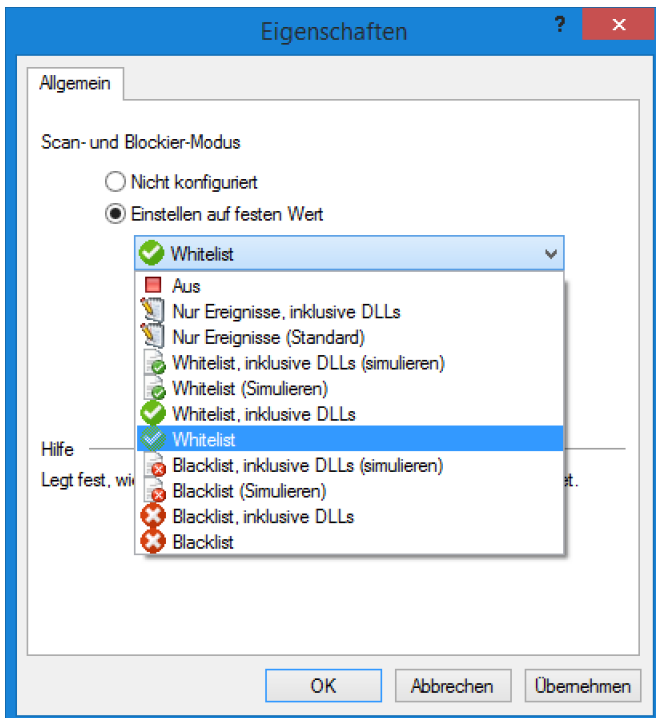 Eigenschaften
?
Allgemein
Scan- und Blockier-Modus
Nicht konfiguriert
Einstellen auf festen Wert
Whitelist
Aus
Nur Ereignisse, inklusive DLLs
Nur Ereignisse (Standard)
Whitelist, inklusive DLLs (simulieren)
Whitelist (Simulieren)
Whitelist, inklusive DLLs
Whitelist
Hilfe
Blacklist, inklusive DLLs (simulieren)
Legt fest,
Blacklist (Simulieren)
Blacklist, inklusive DLLs
Blacklist
OK
Abbrechen
Übernehmen